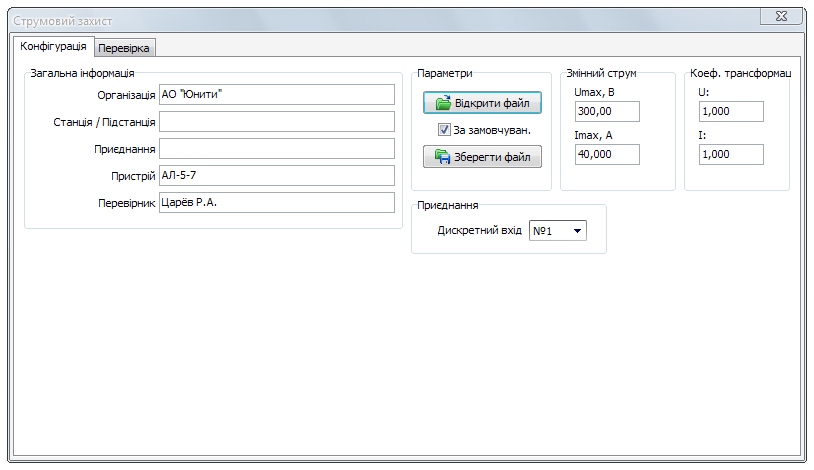 Струмовий захист
Конфігурація
Перевірка
Загальна інформація
Організація
АО "Юнити"
Станція / Підстанція
Приєднання
Пристрій
АЛ-5-7
Перевірник
Царёв Р.А.
Параметри
Відкрити файл
За замовчуван.
Зберегти файл
Змінний струм
Umax, В
300,00
Imax, А
40,000
Коеф. трансформац
U:
1,000
I:
1,000
Приєднання
Дискретний вхід
№1